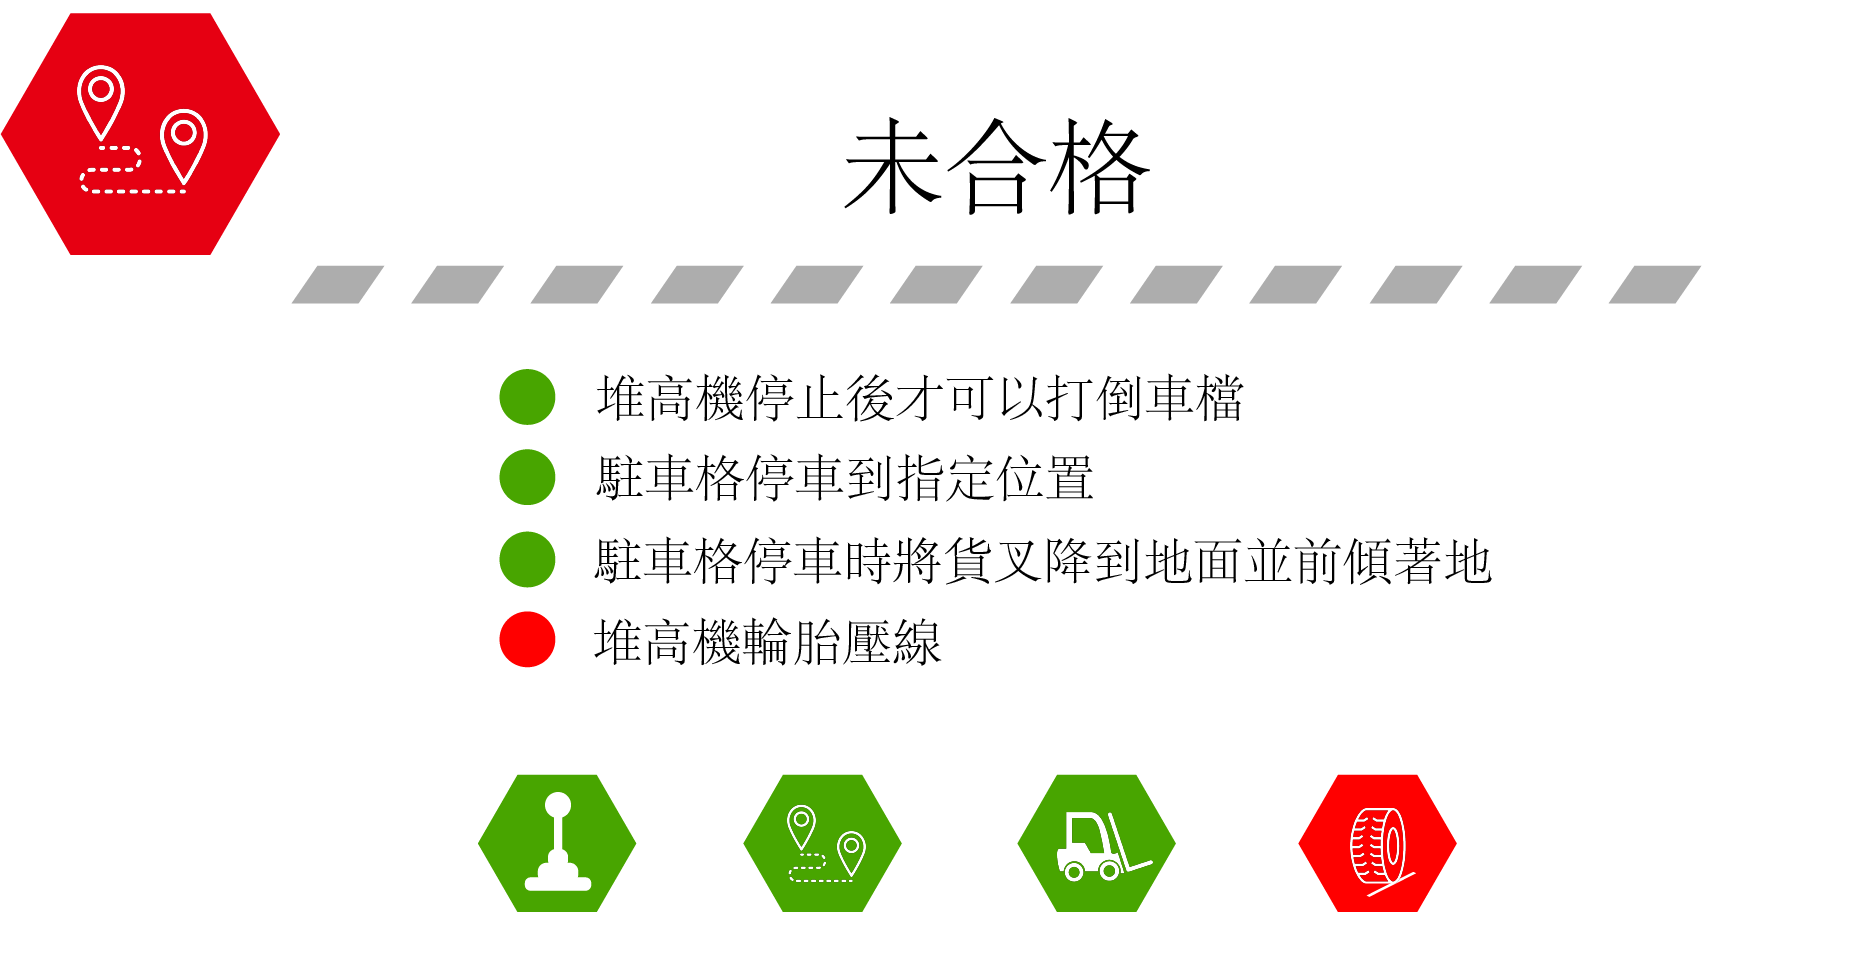 未合格
堆高機停止後才可以打倒車檔
駐車格停車到指定位置
駐車格停車時將貨叉降到地面並前傾著地
堆高機輪胎壓線